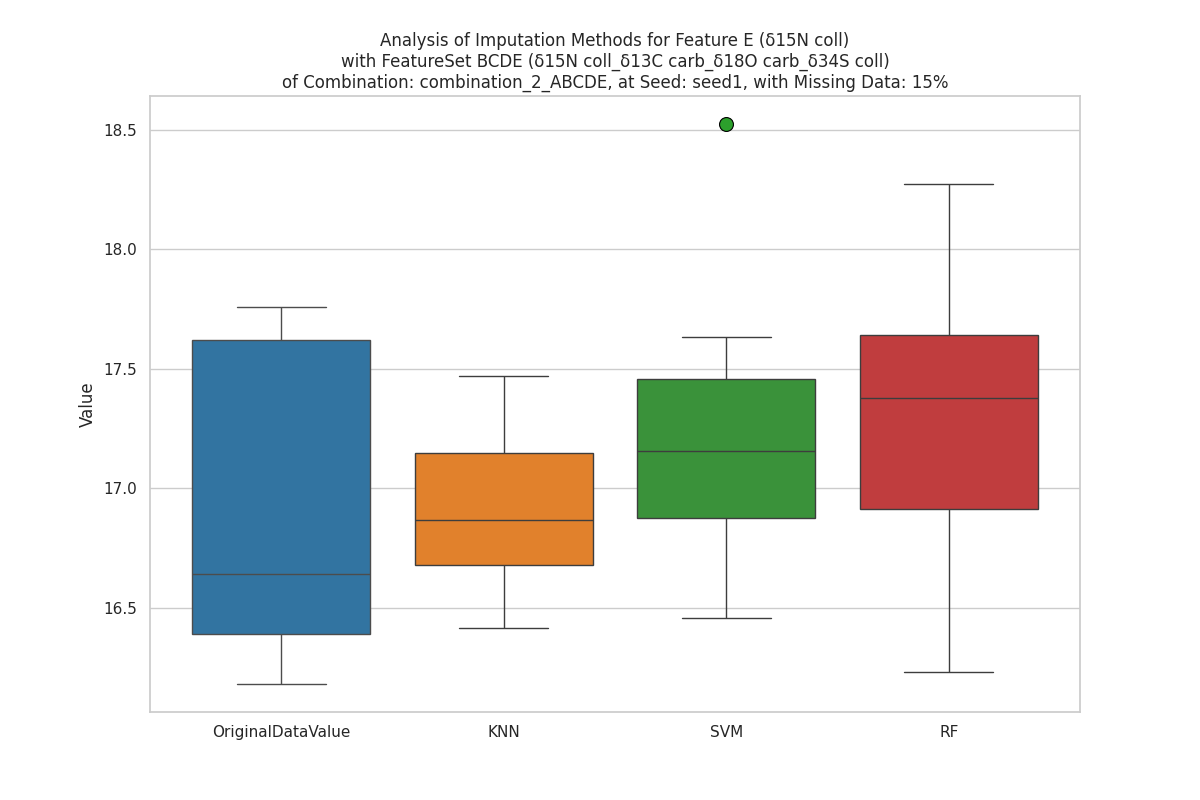 Analysis of Imputation Methods for Feature E (δ15N coll)
with FeatureSet BCDE (δ15N coll_δ13C carb_δ18O carb_δ34S coll)
of Combination: combination_2_ABCDE, at Seed: seed1, with Missing Data: 15%
18.5
18.0
17.5
17.0
16.5
Value
OriginalDataValue KNN SVM RF